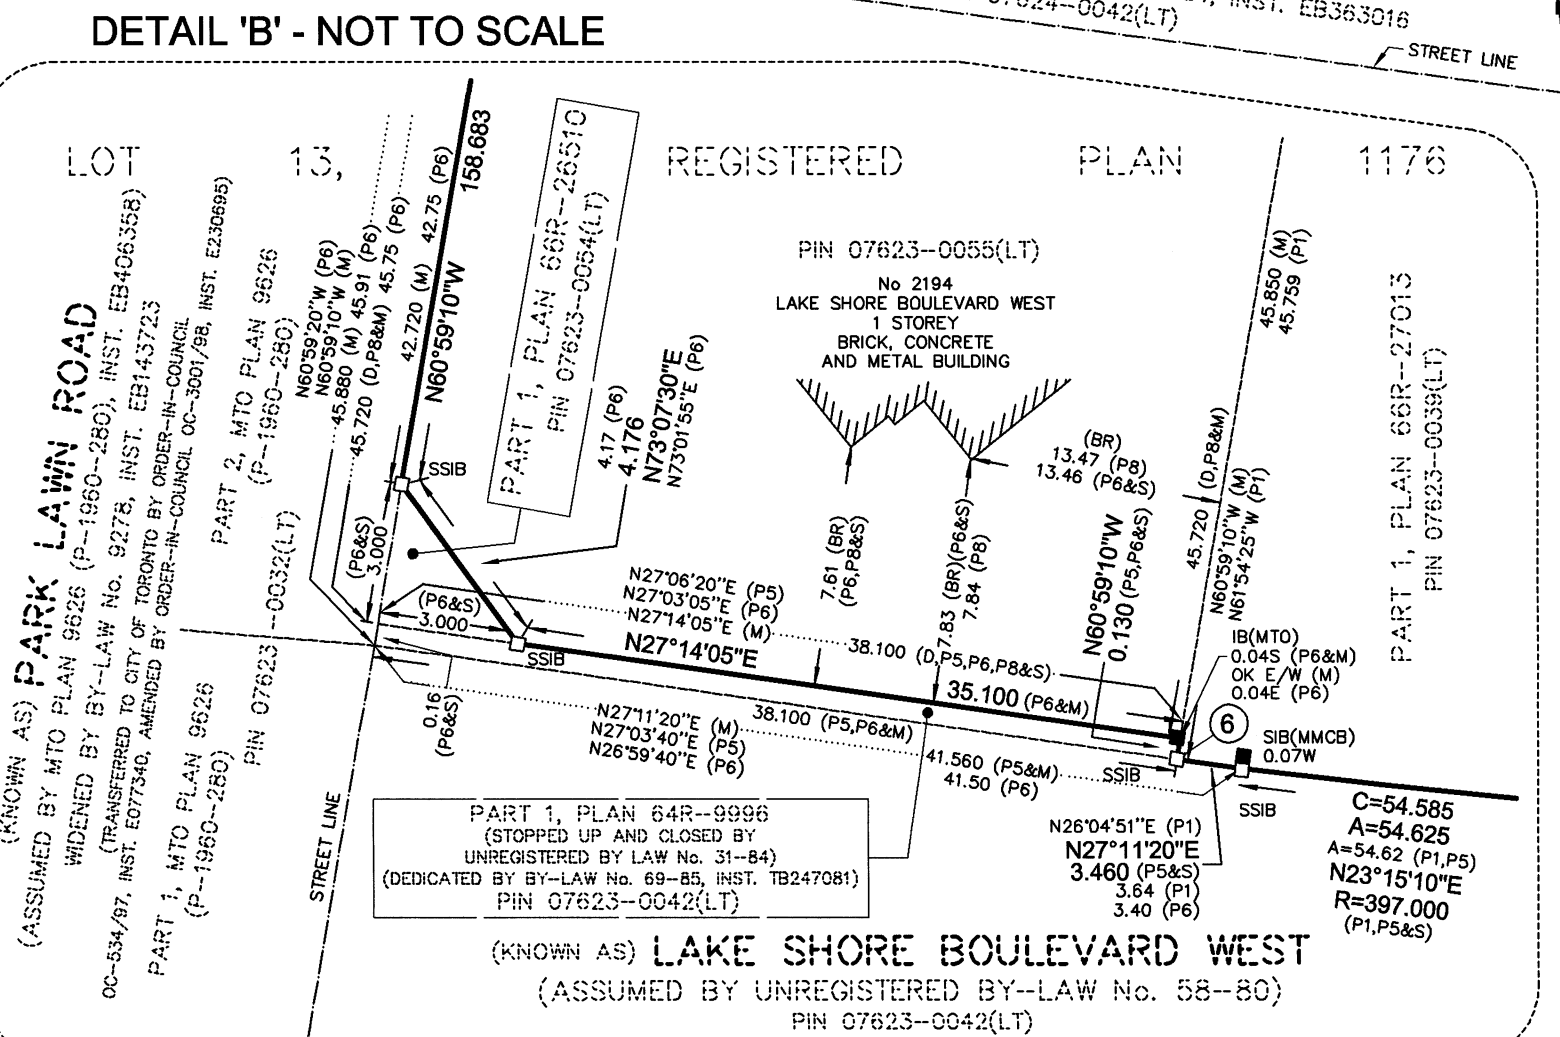 DETAIL 'B' - NOT TO SCALE
INST. EB363016
07624--0042(LT)
STREET LINE
LOT 13, REGISTERED PLAN 1176
(KNOWN AS) PARK LAWN ROAD
(ASSUMED BY MTO PLAN 9626 (P--1960--280), INST. EB406358)
WIDENED BY BY--LAW No. 9278, INST. EB1437223
(TRANSFERRED TO CITY OF TORONTO BY ORDER--IN--COUNCIL
OC--534/97, INST. E077340, AMENDED BY ORDER--IN--COUNCIL OC--3001/98, INST. E230695)
PART 2, MTO PLAN 9626
(P--1960--280)
PART 1, MTO PLAN 9626
(P--1960--280)
PIN 07623--0032(LT)
STREET LINE
N60°59'20"W (P6)
N60°59'10"W (M)
45.880 (M) 45.91 (P6)
45.720 (D,P8&M) 45.75 (P6)
42.720 (M) 42.75 (P6)
N60°59'10"W 158.683
SSIB
PART 1, PLAN 66R--26510
PIN 07623--0054(LT)
4.17 (P6)
4.176
N73°07'30"E
N73°01'55"E (P6)
(P6&S)
3.000
(P6&S)
3.000
SSIB
0.16
(P6&S)
PIN 07623--0055(LT)
No 2194
LAKE SHORE BOULEVARD WEST
1 STOREY
BRICK, CONCRETE
AND METAL BUILDING
7.61 (BR)
(P6,P8&S)
7.83 (BR)(P6&S)
7.84 (P8)
(BR)
13.47 (P8)
13.46 (P6&S)
N60°59'10"W
0.130 (P5,P6&S)
45.850 (M)
45.759 (P1)
45.720 (D,P8&M)
N60°59'10"W (M)
N61°54'25"W (P1)
PART 1, PLAN 66R--27013
PIN 07623--0039(LT)
N27°06'20"E (P5)
N27°03'05"E (P6)
N27°14'05"E (M)
N27°14'05"E
38.100 (D,P5,P6,P8&S)
35.100 (P6&M)
N27°11'20"E (M)
N27°03'40"E (P5)
N26°59'40"E (P6)
38.100 (P5,P6&M)
41.560 (P5&M)
41.50 (P6)
SSIB
IB(MTO)
0.04S (P6&M)
OK E/W (M)
0.04E (P6)
6
SIB(MMCB)
0.07W
SSIB
N26°04'51"E (P1)
N27°11'20"E
3.460 (P5&S)
3.64 (P1)
3.40 (P6)
C=54.585
A=54.625
A=54.62 (P1,P5)
N23°15'10"E
R=397.000
(P1,P5&S)
PART 1, PLAN 64R--9996
(STOPPED UP AND CLOSED BY
UNREGISTERED BY LAW No. 31--84)
(DEDICATED BY BY--LAW No. 69--85, INST. TB247081)
PIN 07623--0042(LT)
(KNOWN AS) LAKE SHORE BOULEVARD WEST
(ASSUMED BY UNREGISTERED BY--LAW No. 58--80)
PIN 07623--0042(LT)